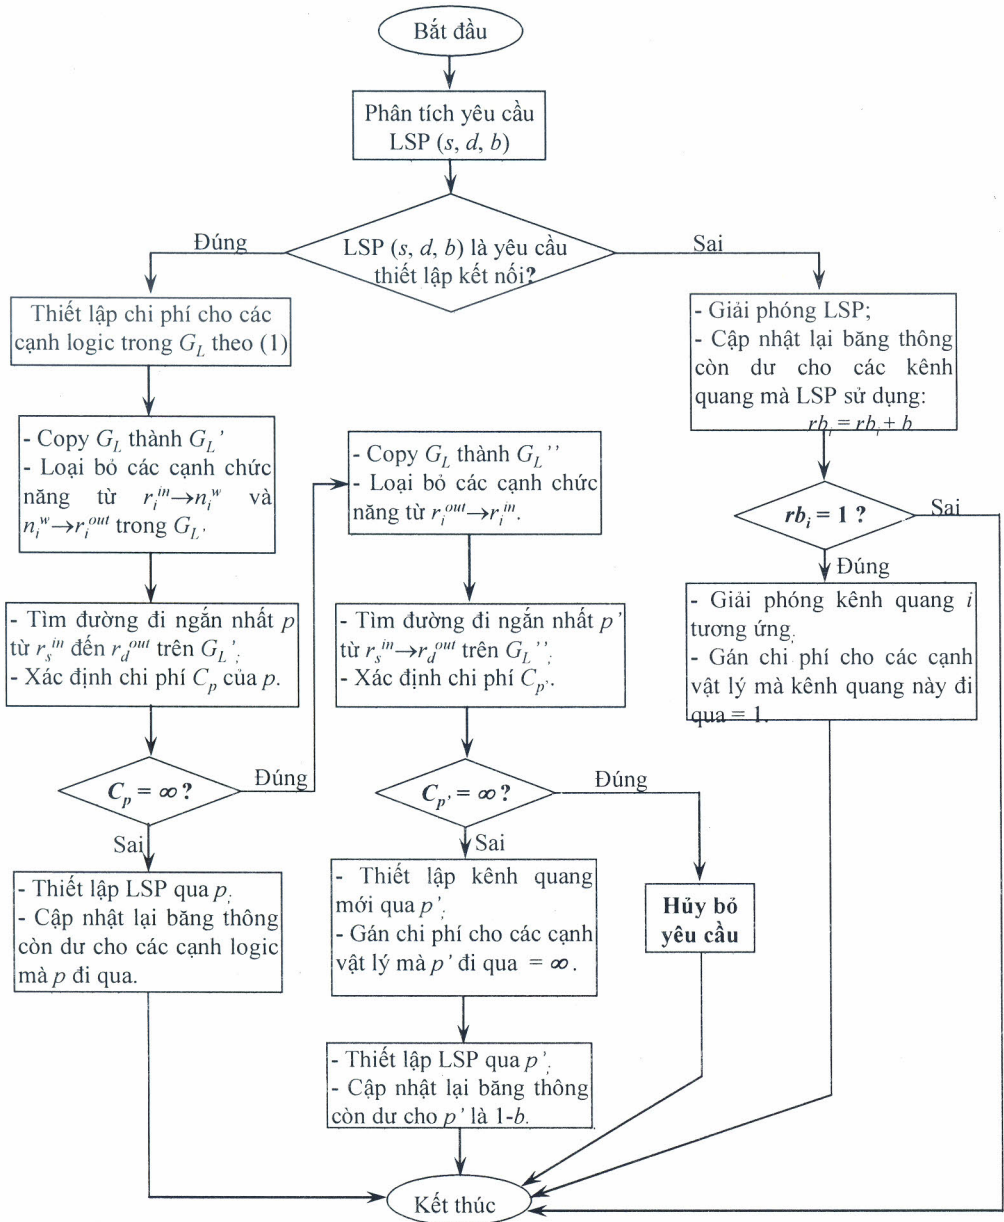 Bắt đầu
Phân tích yêu cầu
LSP (s, d, b)
LSP (s, d, b) là yêu cầu
thiết lập kết nối?
Đúng
Sai
Thiết lập chi phí cho các
cạnh logic trong G_L theo (1)
- Copy G_L thành G_L'
- Loại bỏ các cạnh chức
năng từ r_i^in→n_i^w và
n_i^w→r_i^out trong G_L.
- Tìm đường đi ngắn nhất p
từ r_s^in đến r_d^out trên G_L';
- Xác định chi phí C_p của p.
C_p = ∞ ?
Đúng
Sai
- Thiết lập LSP qua p;
- Cập nhật lại băng thông
còn dư cho các cạnh logic
mà p đi qua.
- Copy G_L thành G_L''
- Loại bỏ các cạnh chức
năng từ r_i^out→r_i^in.
- Tìm đường đi ngắn nhất p'
từ r_s^in→r_d^out trên G_L'';
- Xác định chi phí C_p'.
C_p' = ∞ ?
Đúng
Sai
- Thiết lập kênh quang
mới qua p';
- Gán chi phí cho các cạnh
vật lý mà p' đi qua = ∞.
- Thiết lập LSP qua p';
- Cập nhật lại băng thông
còn dư cho p' là 1-b.
Hủy bỏ
yêu cầu
- Giải phóng LSP;
- Cập nhật lại băng thông
còn dư cho các kênh
quang mà LSP sử dụng:
rb_i = rb_i + b
rb_i = 1 ?
Sai
Đúng
- Giải phóng kênh quang i
tương ứng;
- Gán chi phí cho các cạnh
vật lý mà kênh quang này đi
qua = 1.
Kết thúc